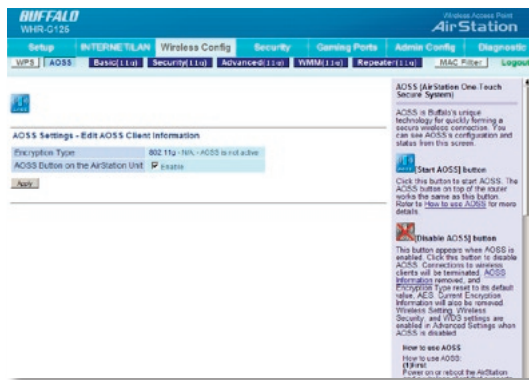 BUFFALO
WHR-G125
Wireless Access Point
AirStation
Setup INTERNET/LAN Wireless Config Security Gaming Ports Admin Config Diagnostic
WPS AOSS Basic(11g) Security(11g) Advanced(11g) WMM(11g) Repeater(11g) MAC Filter Logout
AOSS Settings - Edit AOSS Client Information
Encryption Type 802.11g - N/A, - AOSS is not active
AOSS Button on the AirStation Unit Enable
Apply
AOSS (AirStation One-Touch
Secure System)
AOSS is Buffalo's unique
technology for quickly forming a
secure wireless connection. You
can see AOSS's configuration and
status from this screen.
[Start AOSS] button
Click this button to start AOSS. The
AOSS button on top of the router
works the same as this button.
Refer to How to use AOSS for more
details.
[Disable AOSS] button
This button appears when AOSS is
enabled. Click this button to disable
AOSS. Connections to wireless
clients will be terminated, AOSS
Information removed, and
Encryption Type reset to its default
value, AES. Current Encryption
Information will also be removed.
Wireless Setting, Wireless
Security, and WDS settings are
enabled in Advanced Settings when
AOSS is disabled.
How to use AOSS
How to use AOSS:
(1)First
Power on or reboot the AirStation